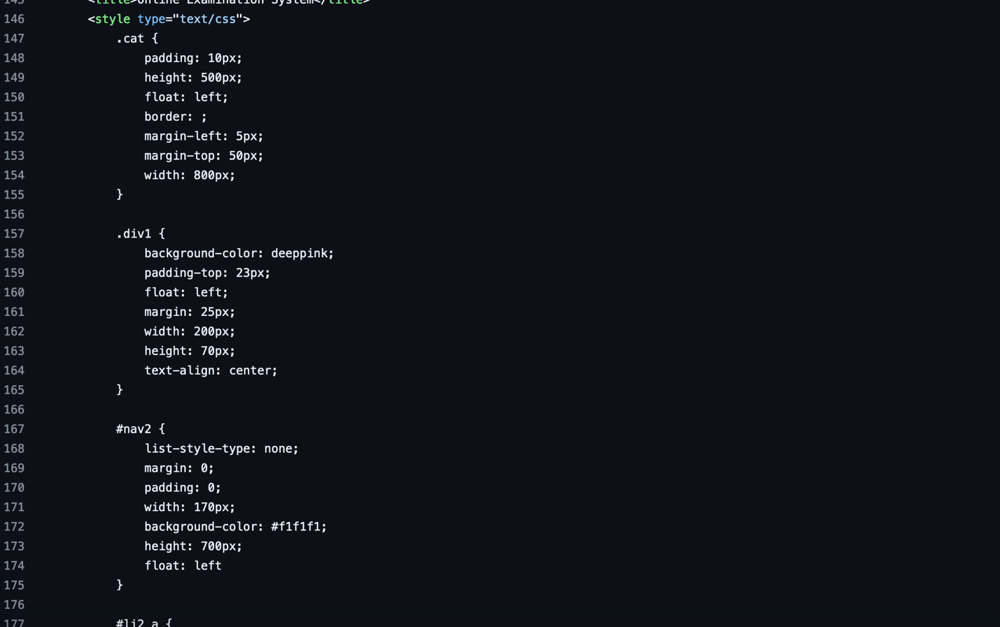 145 <title>Online Examination System</title>
146 <style type="text/css">
147 .cat {
148 padding: 10px;
149 height: 500px;
150 float: left;
151 border: ;
152 margin-left: 5px;
153 margin-top: 50px;
154 width: 800px;
155 }
156
157 .div1 {
158 background-color: deeppink;
159 padding-top: 23px;
160 float: left;
161 margin: 25px;
162 width: 200px;
163 height: 70px;
164 text-align: center;
165 }
166
167 #nav2 {
168 list-style-type: none;
169 margin: 0;
170 padding: 0;
171 width: 170px;
172 background-color: #f1f1f1;
173 height: 700px;
174 float: left
175 }
176
177 #li2 a {